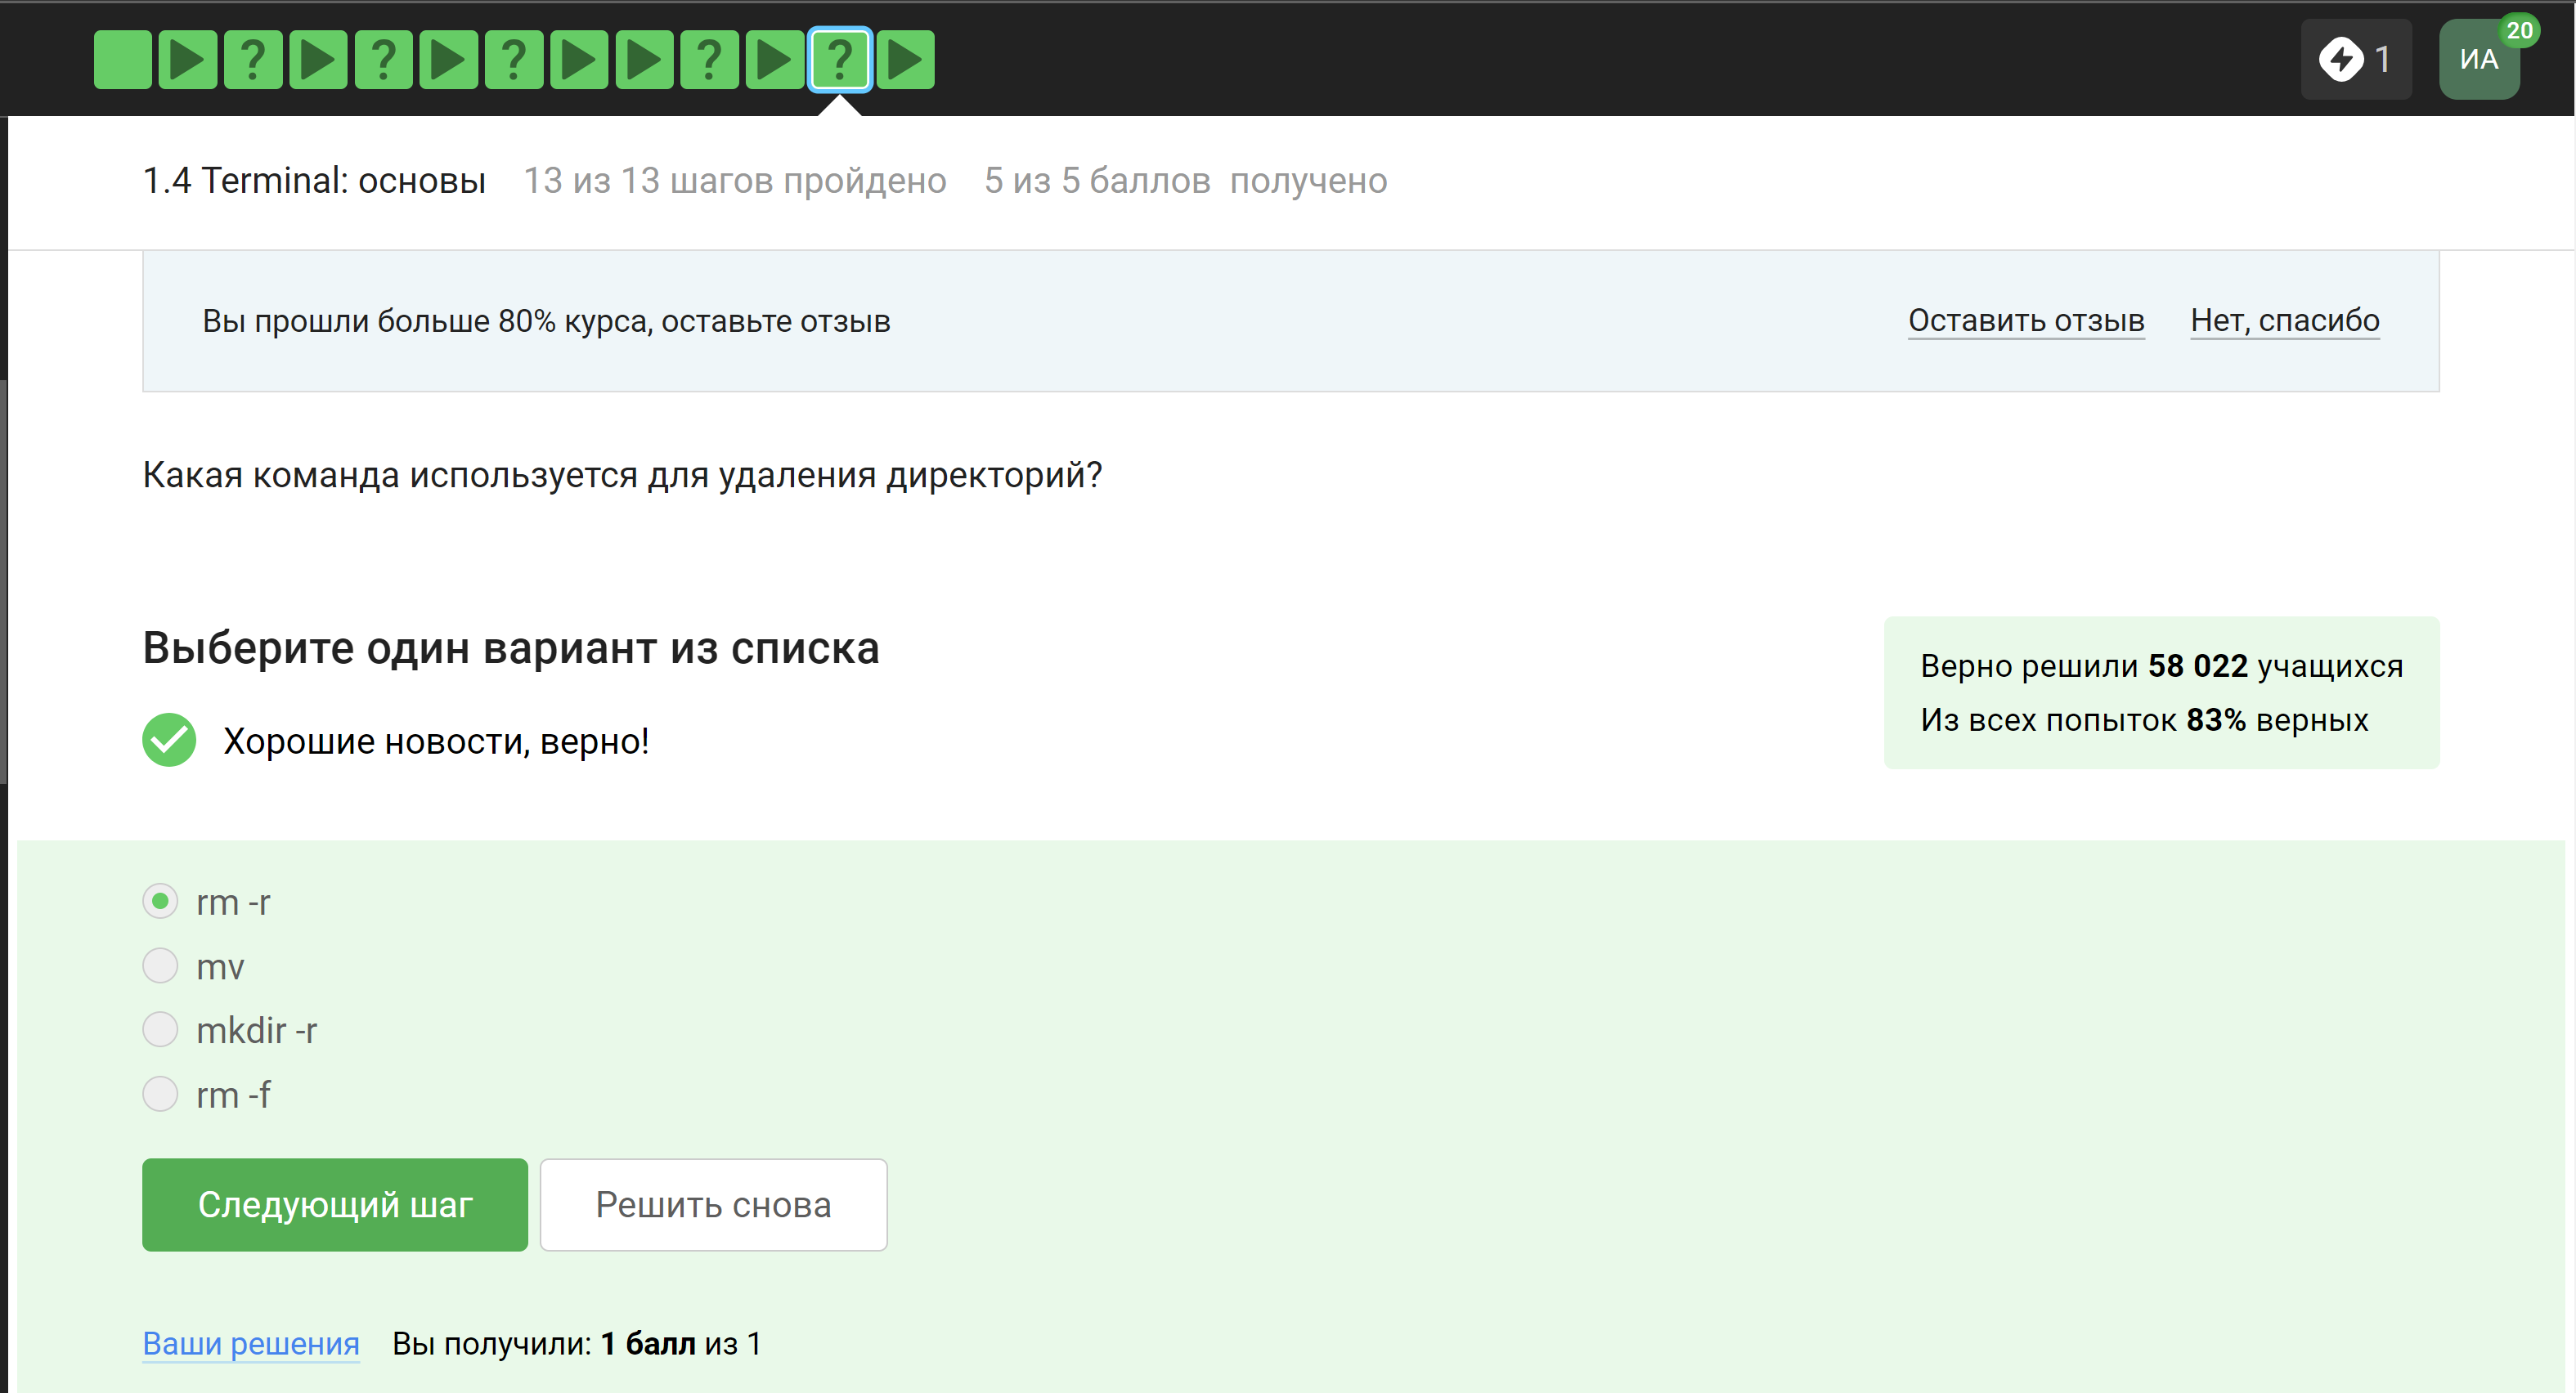 ? ? ? ? ?
1
ИА
20
1.4 Terminal: основы 13 из 13 шагов пройдено 5 из 5 баллов получено
Вы прошли больше 80% курса, оставьте отзыв Оставить отзыв Нет, спасибо
Какая команда используется для удаления директорий?
Выберите один вариант из списка
Хорошие новости, верно!
Верно решили 58 022 учащихся
Из всех попыток 83% верных
rm -r
mv
mkdir -r
rm -f
Следующий шаг Решить снова
Ваши решения Вы получили: 1 балл из 1